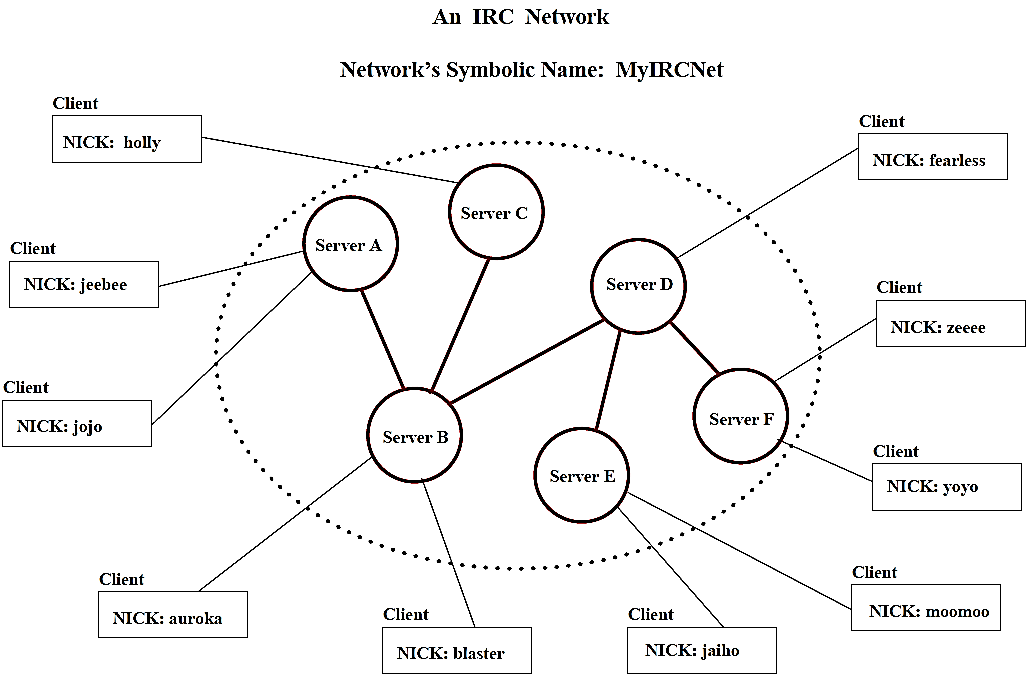 An IRC Network
Network's Symbolic Name: MyIRCNet
Client
NICK: holly
Client
NICK: fearless
Server C
Server A
Client
NICK: jeebee
Server D
Client
NICK: zeeee
Client
NICK: jojo
Server B
Server F
Server E
Client
NICK: yoyo
Client
NICK: auroka
Client
NICK: blaster
Client
NICK: jaiho
Client
NICK: moomoo